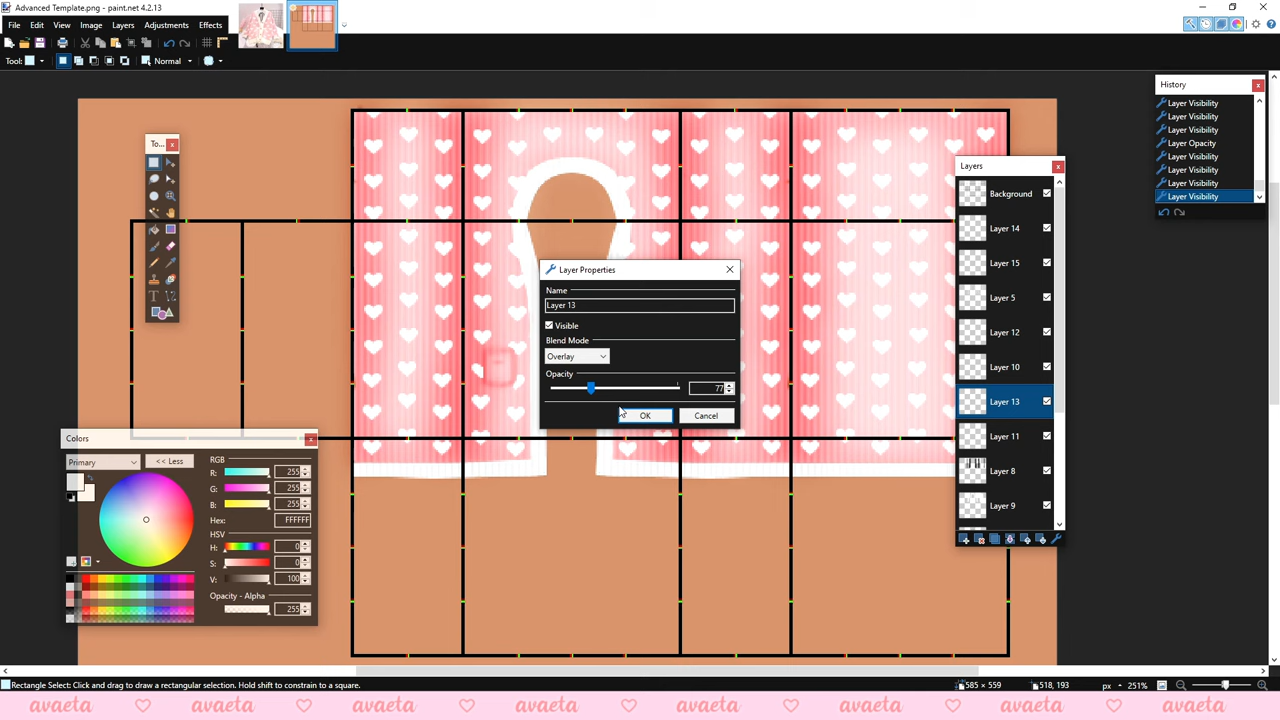 Advanced Template.png - paint.net 4.2.13
File Edit View Image Layers Adjustments Effects
Tool: Normal
History
Layer Visibility
Layer Visibility
Layer Visibility
Layer Opacity
Layer Visibility
Layer Visibility
Layer Visibility
Layer Visibility
To...
Layers
Background
Layer 14
Layer 15
Layer 5
Layer 12
Layer 10
Layer 13
Layer 11
Layer 8
Layer 9
Layer Properties
Name
Layer 13
Visible
Blend Mode
Overlay
Opacity
77
OK Cancel
Colors
Primary << Less
RGB
R: 255
G: 255
B: 255
Hex: FFFFFF
HSV
H: 0
S: 0
V: 100
Opacity - Alpha
255
Rectangle Select: Click and drag to draw a rectangular selection. Hold shift to constrain to a square. 585 × 559 518, 193 px 251%
avaeta avaeta avaeta avaeta avaeta avaeta avaeta avaeta